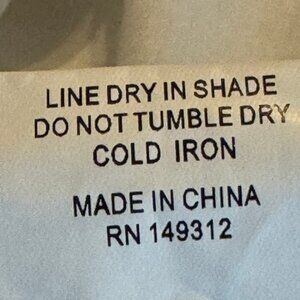 LINE DRY IN SHADE
DO NOT TUMBLE DRY
COLD IRON
MADE IN CHINA
RN 149312